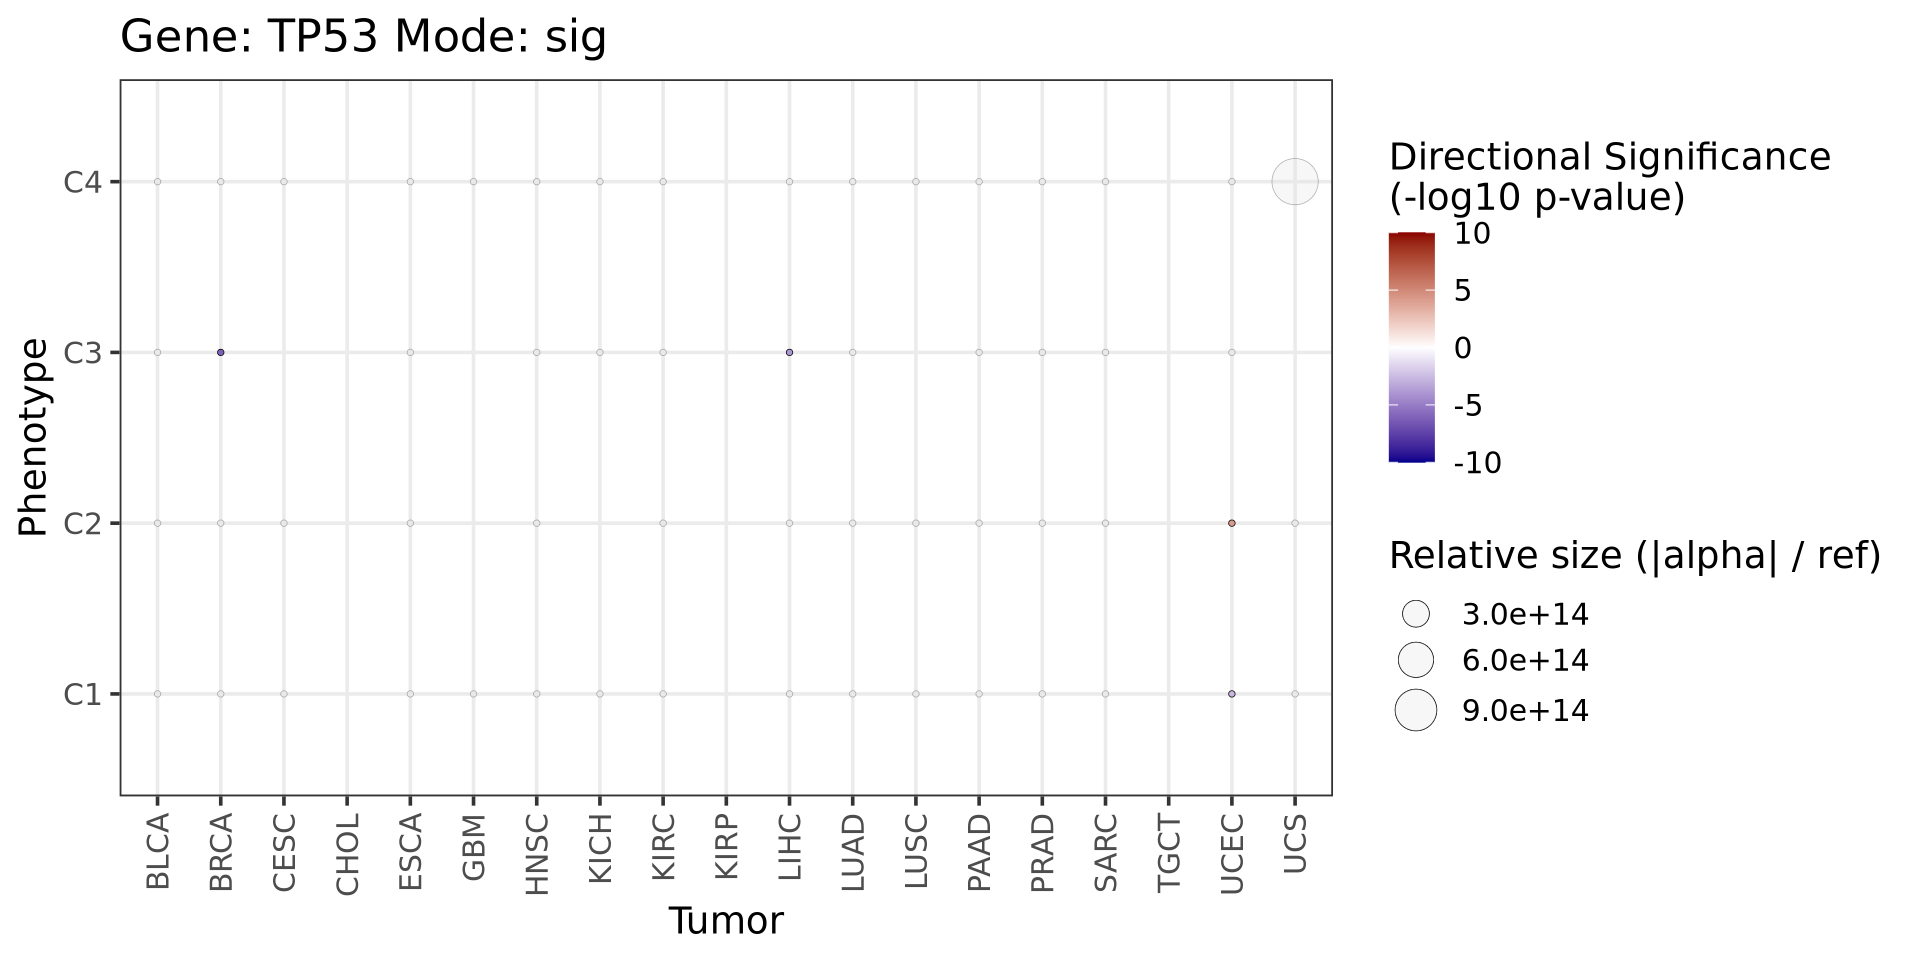 Gene: TP53 Mode: sig
Phenotype
C4
C3
C2
C1
BLCA
BRCA
CESC
CHOL
ESCA
GBM
HNSC
KICH
KIRC
KIRP
LIHC
LUAD
LUSC
PAAD
PRAD
SARC
TGCT
UCEC
UCS
Tumor
Directional Significance
(-log10 p-value)
10
5
0
-5
-10
Relative size (|alpha| / ref)
3.0e+14
6.0e+14
9.0e+14